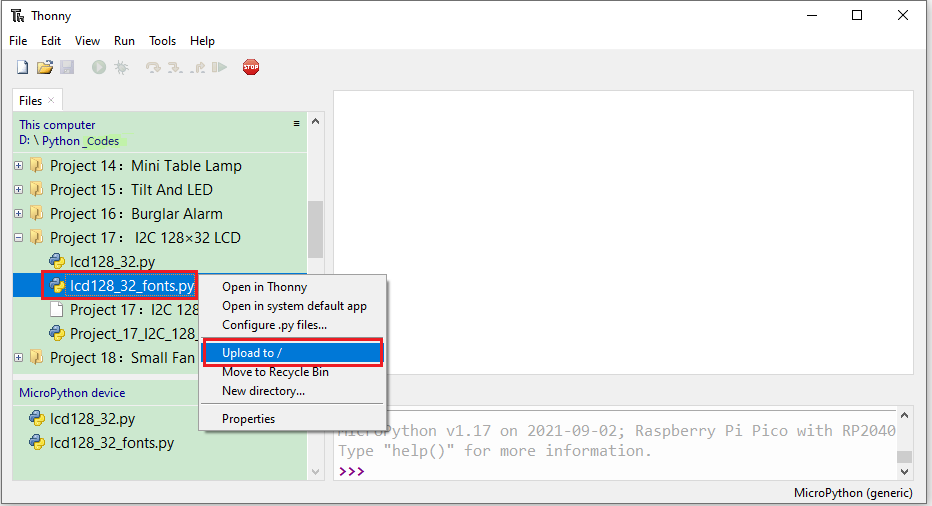 Thonny
File Edit View Run Tools Help
STOP
Files
This computer
D: \ Python _Codes
Project 14： Mini Table Lamp
Project 15： Tilt And LED
Project 16： Burglar Alarm
Project 17： I2C 128×32 LCD
lcd128_32.py
lcd128_32_fonts.py
Project 17： I2C 128
Project_17_I2C_128_
Project 18： Small Fan
Open in Thonny
Open in system default app
Configure .py files...
Upload to /
Move to Recycle Bin
New directory...
Properties
MicroPython device
lcd128_32.py
lcd128_32_fonts.py
MicroPython v1.17 on 2021-09-02; Raspberry Pi Pico with RP2040
Type "help()" for more information.
>>>
MicroPython (generic)